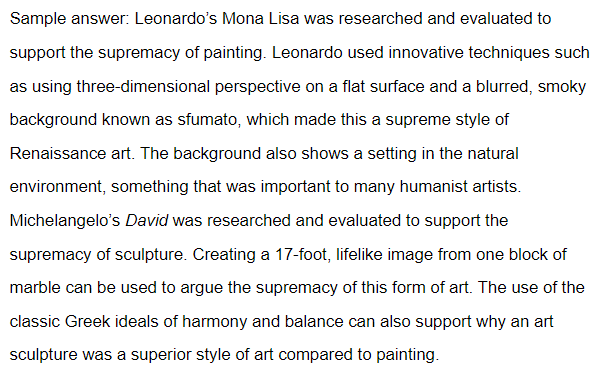 Sample answer: Leonardo’s Mona Lisa was researched and evaluated to
support the supremacy of painting. Leonardo used innovative techniques such
as using three-dimensional perspective on a flat surface and a blurred, smoky
background known as sfumato, which made this a supreme style of
Renaissance art. The background also shows a setting in the natural
environment, something that was important to many humanist artists.
Michelangelo’s David was researched and evaluated to support the
supremacy of sculpture. Creating a 17-foot, lifelike image from one block of
marble can be used to argue the supremacy of this form of art. The use of the
classic Greek ideals of harmony and balance can also support why an art
sculpture was a superior style of art compared to painting.